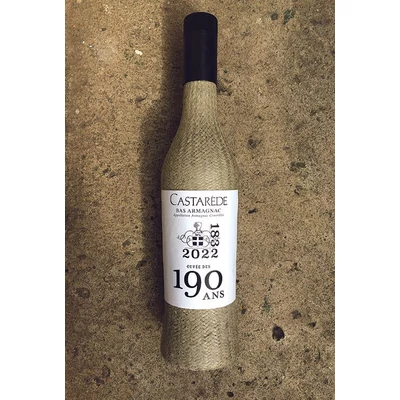 CASTARÈDE
BAS ARMAGNAC
Appellation Armagnac Contrôlée
1832
2022
CUVÉE DES
190
ANS